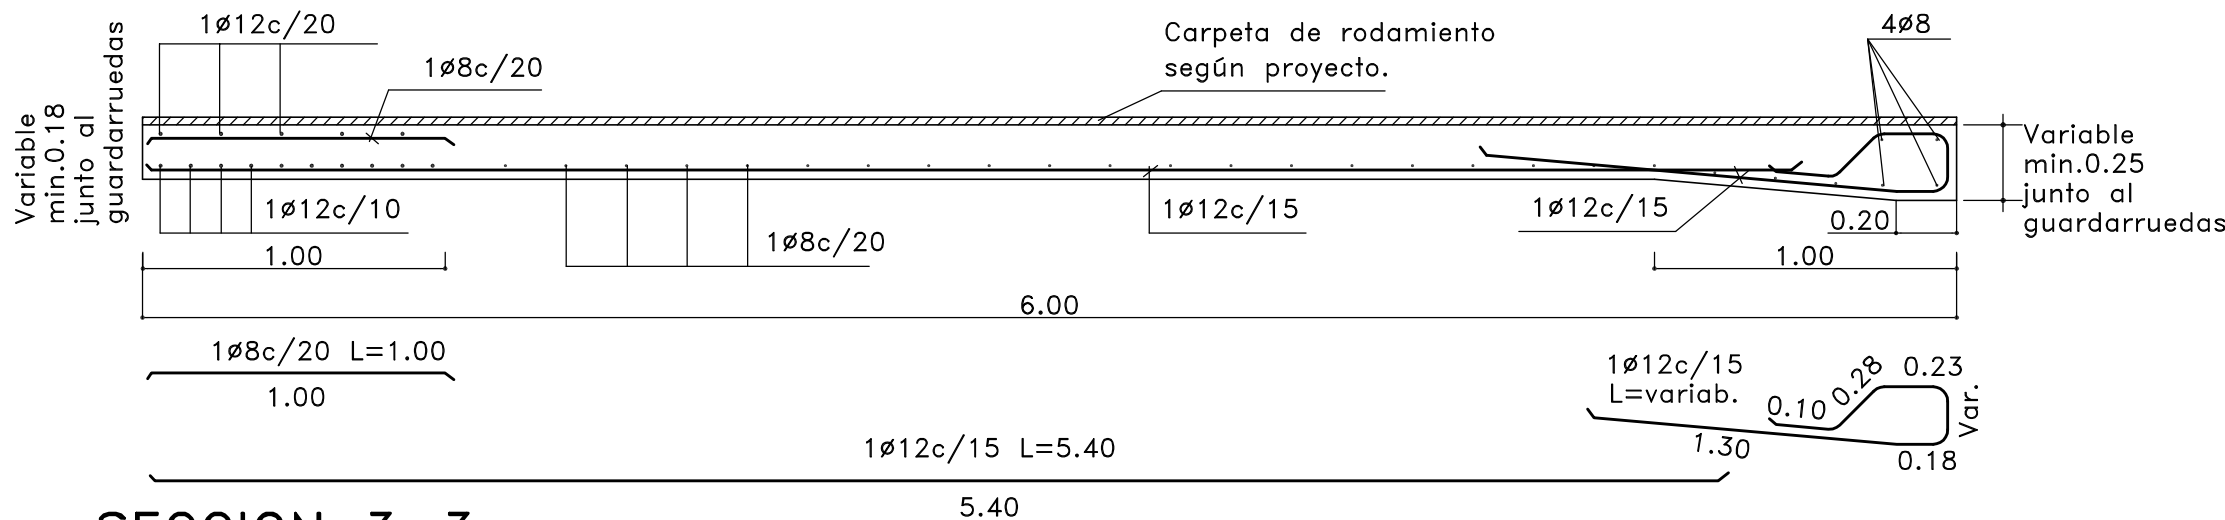 1ø12c/20
1ø8c/20
Carpeta de rodamiento
según proyecto.
4ø8
Variable
min.0.18
junto al
guardarruedas
Variable
min.0.25
junto al
guardarruedas
1ø12c/10
1ø8c/20
1ø12c/15
1ø12c/15
0.20
1.00
1.00
6.00
1ø8c/20 L=1.00
1.00
1ø12c/15
L=variab.
0.10
0.28
0.23
Var.
1.30
0.18
1ø12c/15 L=5.40
5.40
SECCION 3-3